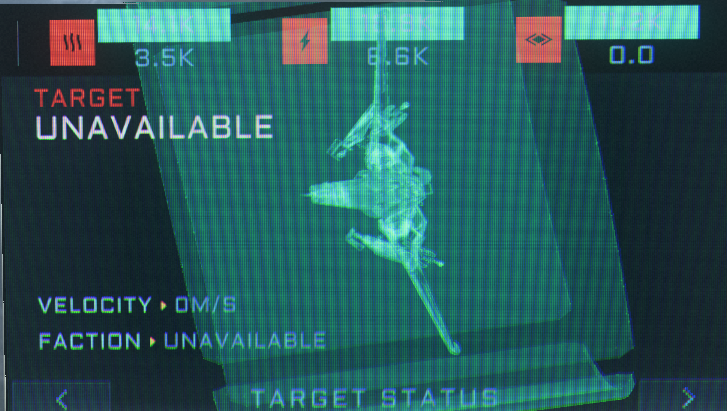 3.5K 6.6K 0.0
TARGET
UNAVAILABLE
VELOCITY ▸ 0M/S
FACTION ▸ UNAVAILABLE
< TARGET STATUS >